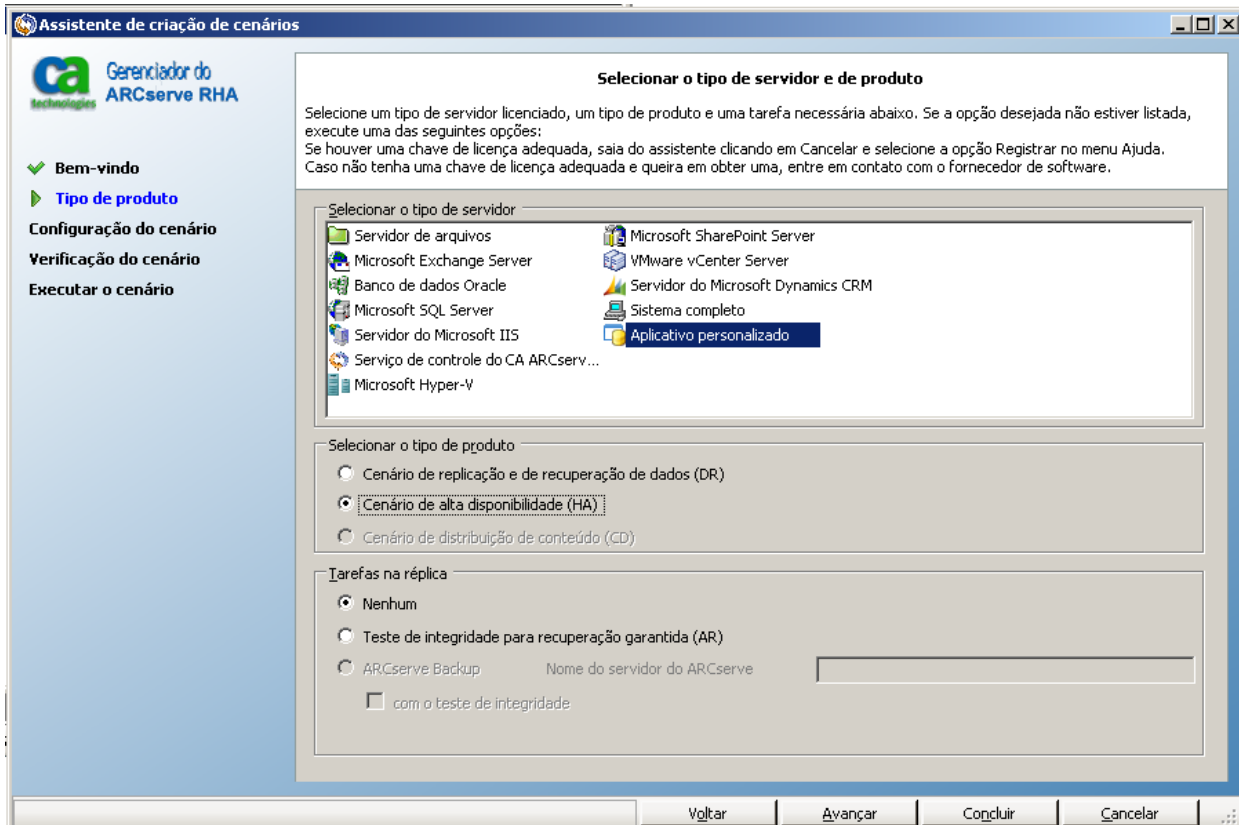 Assistente de criação de cenários
ca
technologies
Gerenciador do
ARCserve RHA
Bem-vindo
Tipo de produto
Configuração do cenário
Verificação do cenário
Executar o cenário
Selecionar o tipo de servidor e de produto
Selecione um tipo de servidor licenciado, um tipo de produto e uma tarefa necessária abaixo. Se a opção desejada não estiver listada,
execute uma das seguintes opções:
Se houver uma chave de licença adequada, saia do assistente clicando em Cancelar e selecione a opção Registrar no menu Ajuda.
Caso não tenha uma chave de licença adequada e queira em obter uma, entre em contato com o fornecedor de software.
Selecionar o tipo de servidor
Servidor de arquivos
Microsoft Exchange Server
Banco de dados Oracle
Microsoft SQL Server
Servidor do Microsoft IIS
Serviço de controle do CA ARCserv...
Microsoft Hyper-V
Microsoft SharePoint Server
VMware vCenter Server
Servidor do Microsoft Dynamics CRM
Sistema completo
Aplicativo personalizado
Selecionar o tipo de produto
Cenário de replicação e de recuperação de dados (DR)
Cenário de alta disponibilidade (HA)
Cenário de distribuição de conteúdo (CD)
Tarefas na réplica
Nenhum
Teste de integridade para recuperação garantida (AR)
ARCserve Backup Nome do servidor do ARCserve
com o teste de integridade
Voltar Avançar Concluir Cancelar